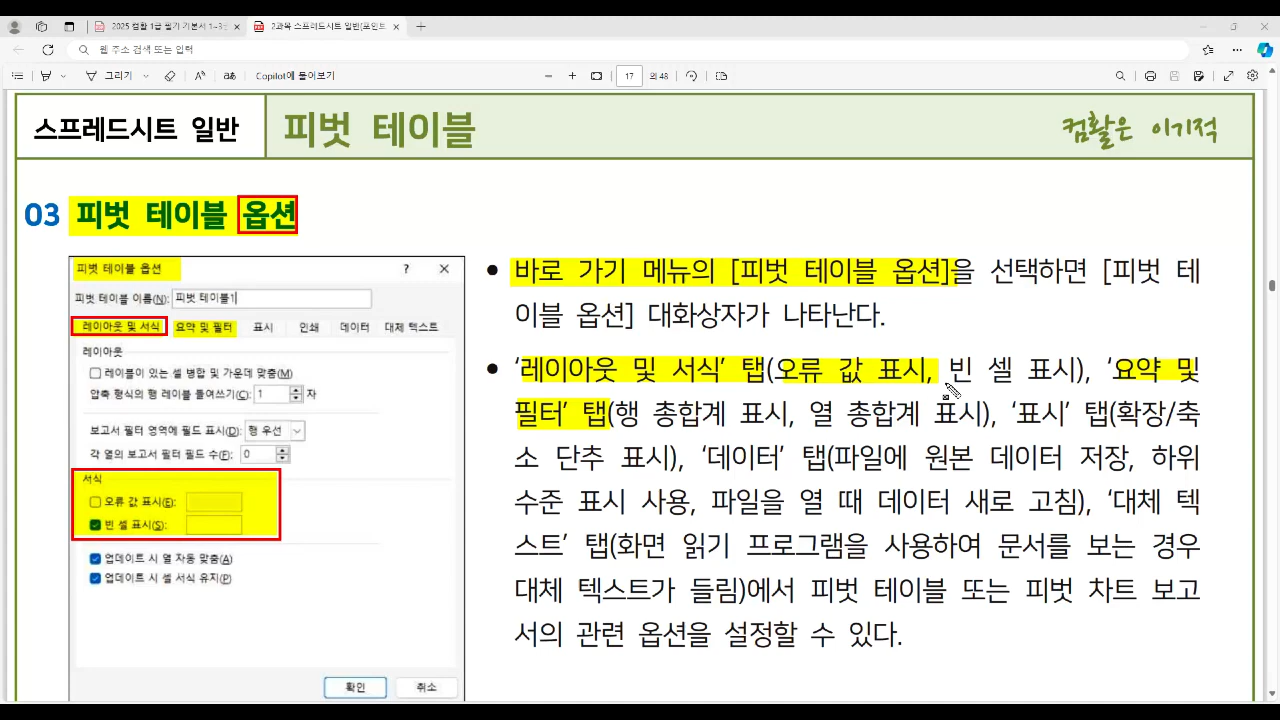 2025 컴활 1급 필기 기본서 1-3
2과목 스프레드시트 일반(포인트
웹 주소 검색 또는 입력
그리기
Copilot에 물어보기
17 의 48
스프레드시트 일반
피벗 테이블
컴활은 이기적
03 피벗 테이블 옵션
피벗 테이블 옵션
피벗 테이블 이름(N): 피벗 테이블1
레이아웃 및 서식 요약 및 필터 표시 인쇄 데이터 대체 텍스트
레이아웃
레이블이 있는 셀 병합 및 가운데 맞춤(M)
압축 형식의 행 레이블 들여쓰기(C): 1 자
보고서 필터 영역에 필드 표시(D): 행 우선
각 열의 보고서 필터 필드 수(F): 0
서식
오류 값 표시(E):
빈 셀 표시(S):
업데이트 시 열 자동 맞춤(A)
업데이트 시 셀 서식 유지(P)
확인 취소
● 바로 가기 메뉴의 [피벗 테이블 옵션]을 선택하면 [피벗 테
이블 옵션] 대화상자가 나타난다.
● ‘레이아웃 및 서식’ 탭(오류 값 표시, 빈 셀 표시), ‘요약 및
필터’ 탭(행 총합계 표시, 열 총합계 표시), ‘표시’ 탭(확장/축
소 단추 표시), ‘데이터’ 탭(파일에 원본 데이터 저장, 하위
수준 표시 사용, 파일을 열 때 데이터 새로 고침), ‘대체 텍
스트’ 탭(화면 읽기 프로그램을 사용하여 문서를 보는 경우
대체 텍스트가 들림)에서 피벗 테이블 또는 피벗 차트 보고
서의 관련 옵션을 설정할 수 있다.